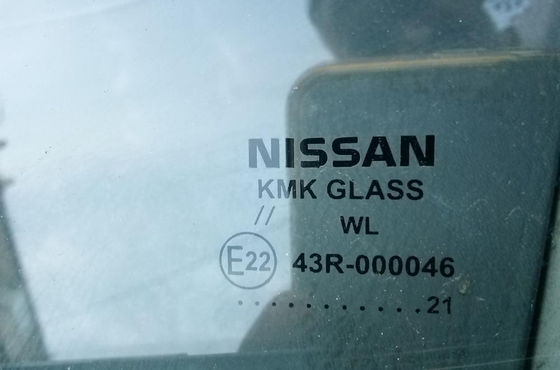 NISSAN
KMK GLASS
//
WL
E22 43R-000046
...........21